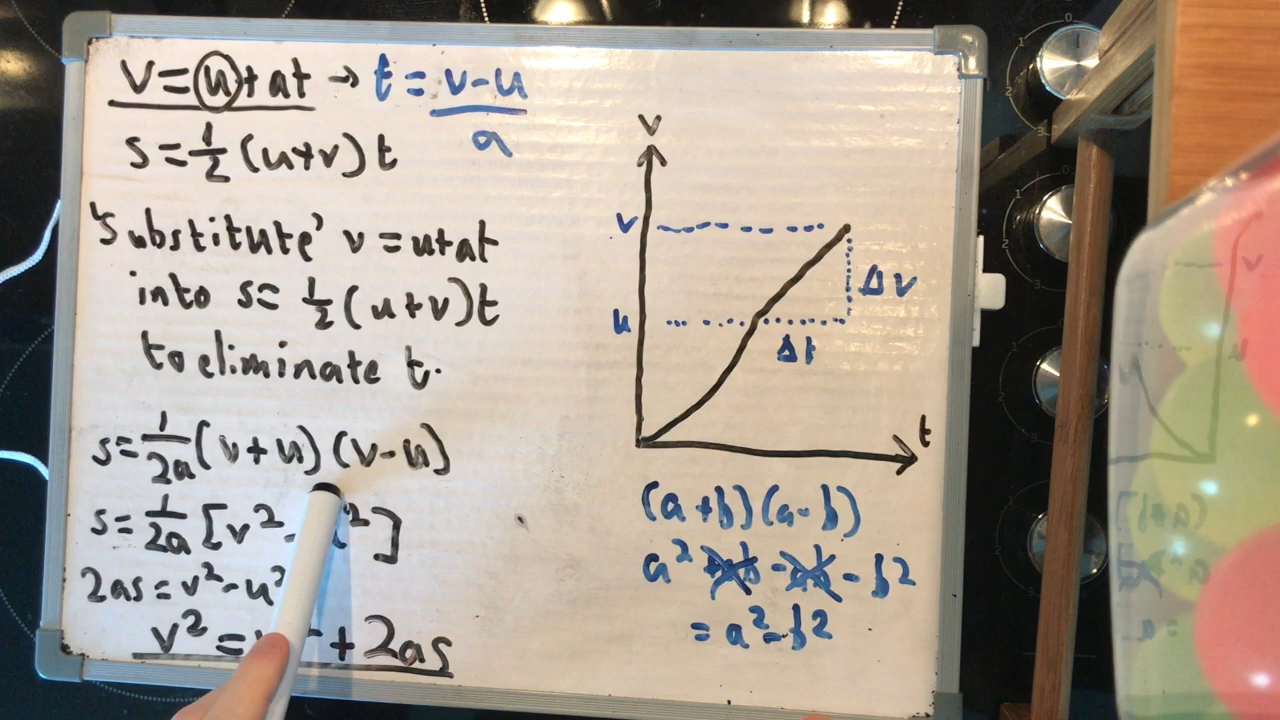 v = u + at → t = v-u/a
s = 1/2 (u+v) t
'Substitute' v = u+at
into s = 1/2 (u+v)t
to eliminate t.
s = 1/2a (v+u) (v-u)
s = 1/2a [v² - ²]
2as = v² - u²
v² = + 2as
v
v
u
Δv
Δt
t
(a+b)(a-b)
a² - b²
= a² - b²